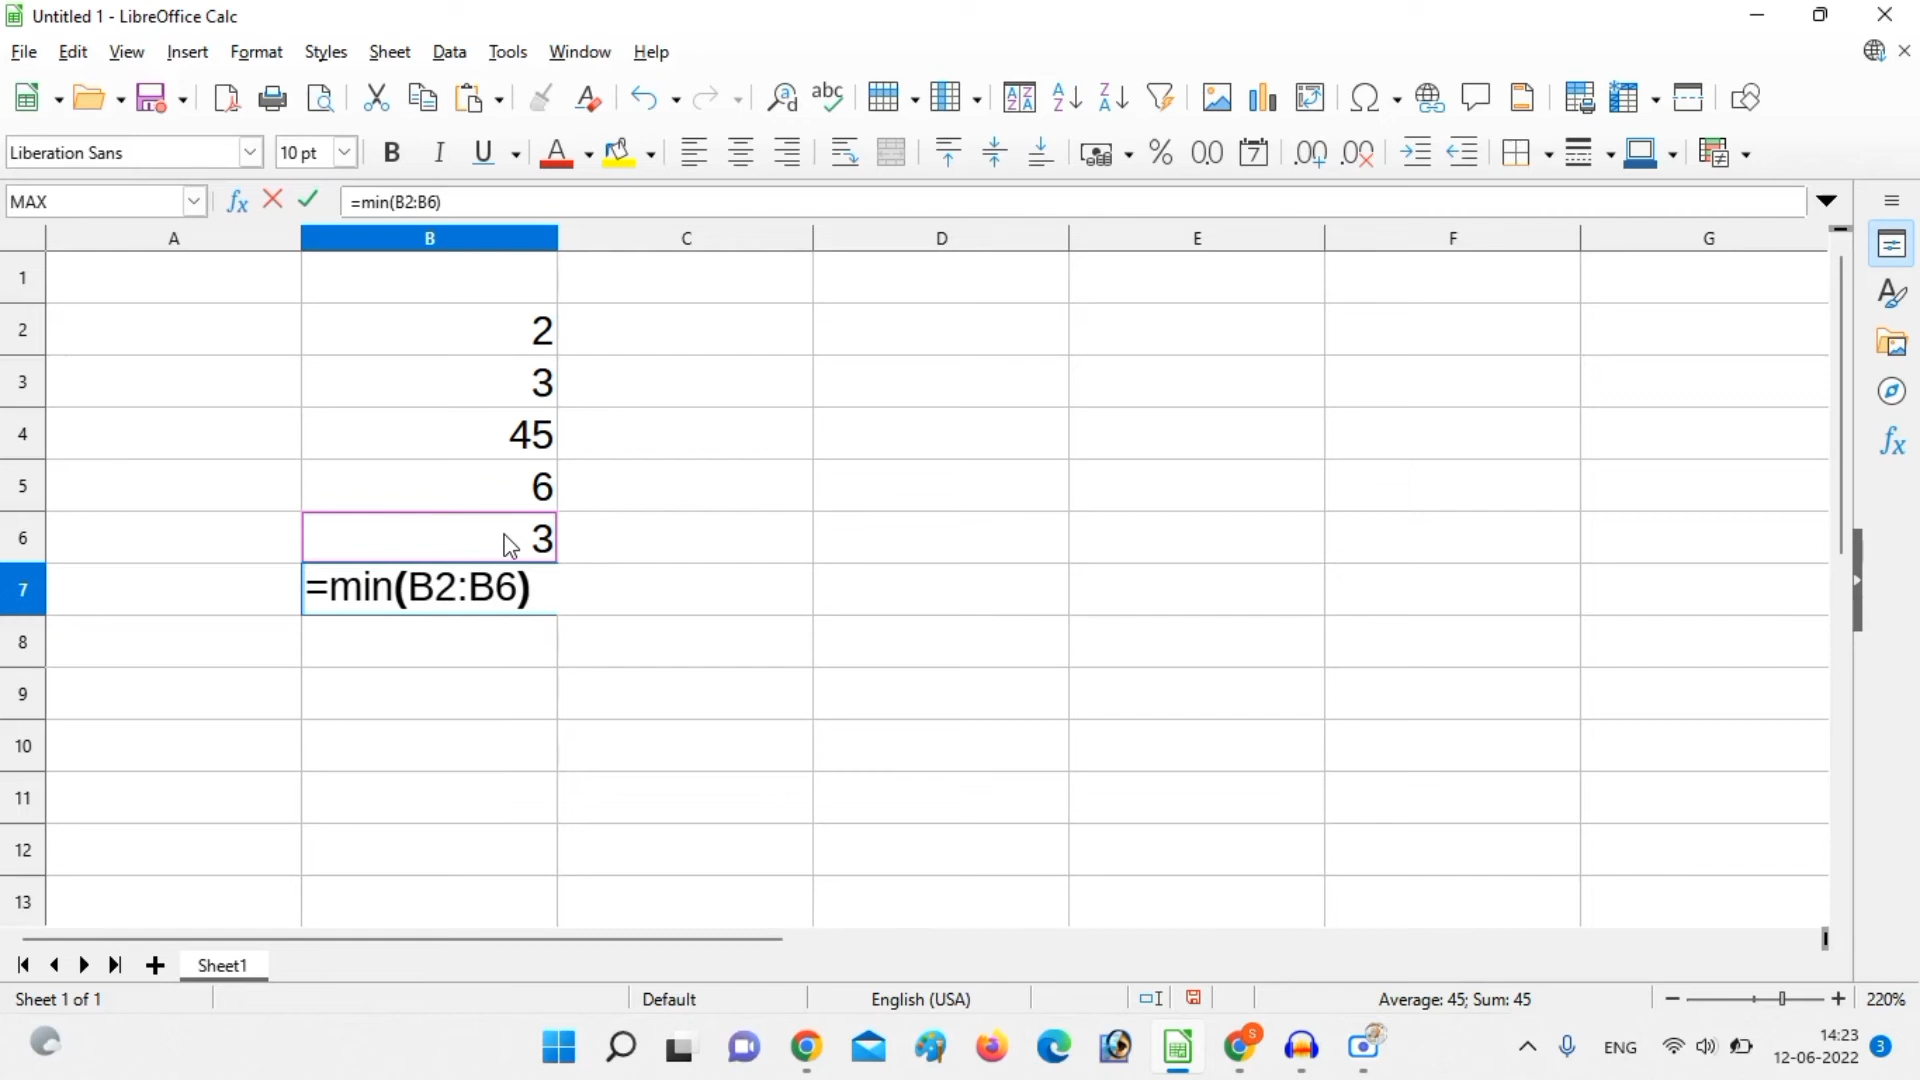 Untitled 1 - LibreOffice Calc
File Edit View Insert Format Styles Sheet Data Tools Window Help
Liberation Sans 10 pt
MAX =min(B2:B6)
A B C D E F G
1
2 2
3 3
4 45
5 6
6 3
7 =min(B2:B6)
8
9
10
11
12
13
Sheet1
Sheet 1 of 1 Default English (USA) Average: 45; Sum: 45 220%
ENG 14:23
12-06-2022 3